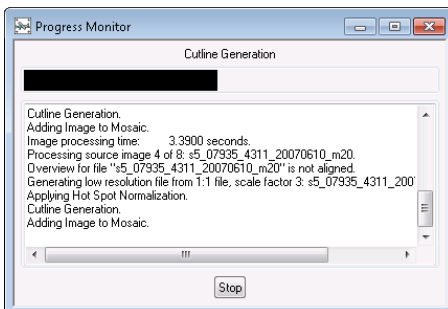 Progress Monitor
Cutline Generation
Cutline Generation.
Adding Image to Mosaic.
Image processing time: 3.3900 seconds.
Processing source image 4 of 8: s5_07935_4311_20070610_m20.
Overview for file "s5_07935_4311_20070610_m20" is not aligned.
Generating low resolution file from 1:1 file, scale factor 3: s5_07935_4311_200
Applying Hot Spot Normalization.
Cutline Generation.
Adding Image to Mosaic.
Stop